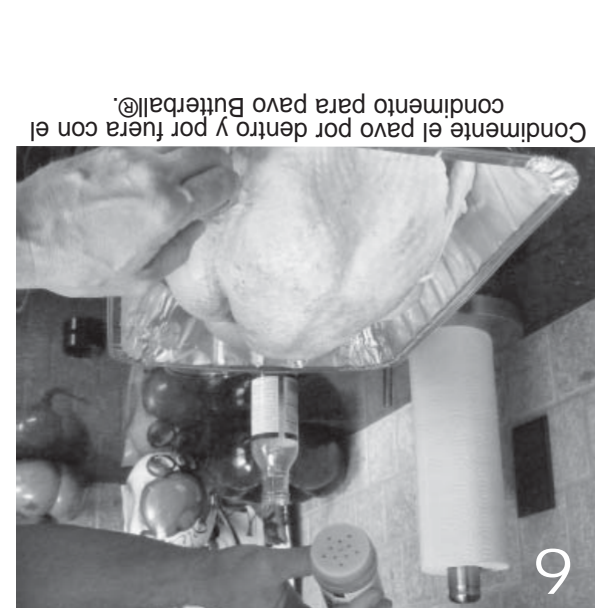 6
Condimente el pavo por dentro y por fuera con el
condimento para pavo Butterball®.